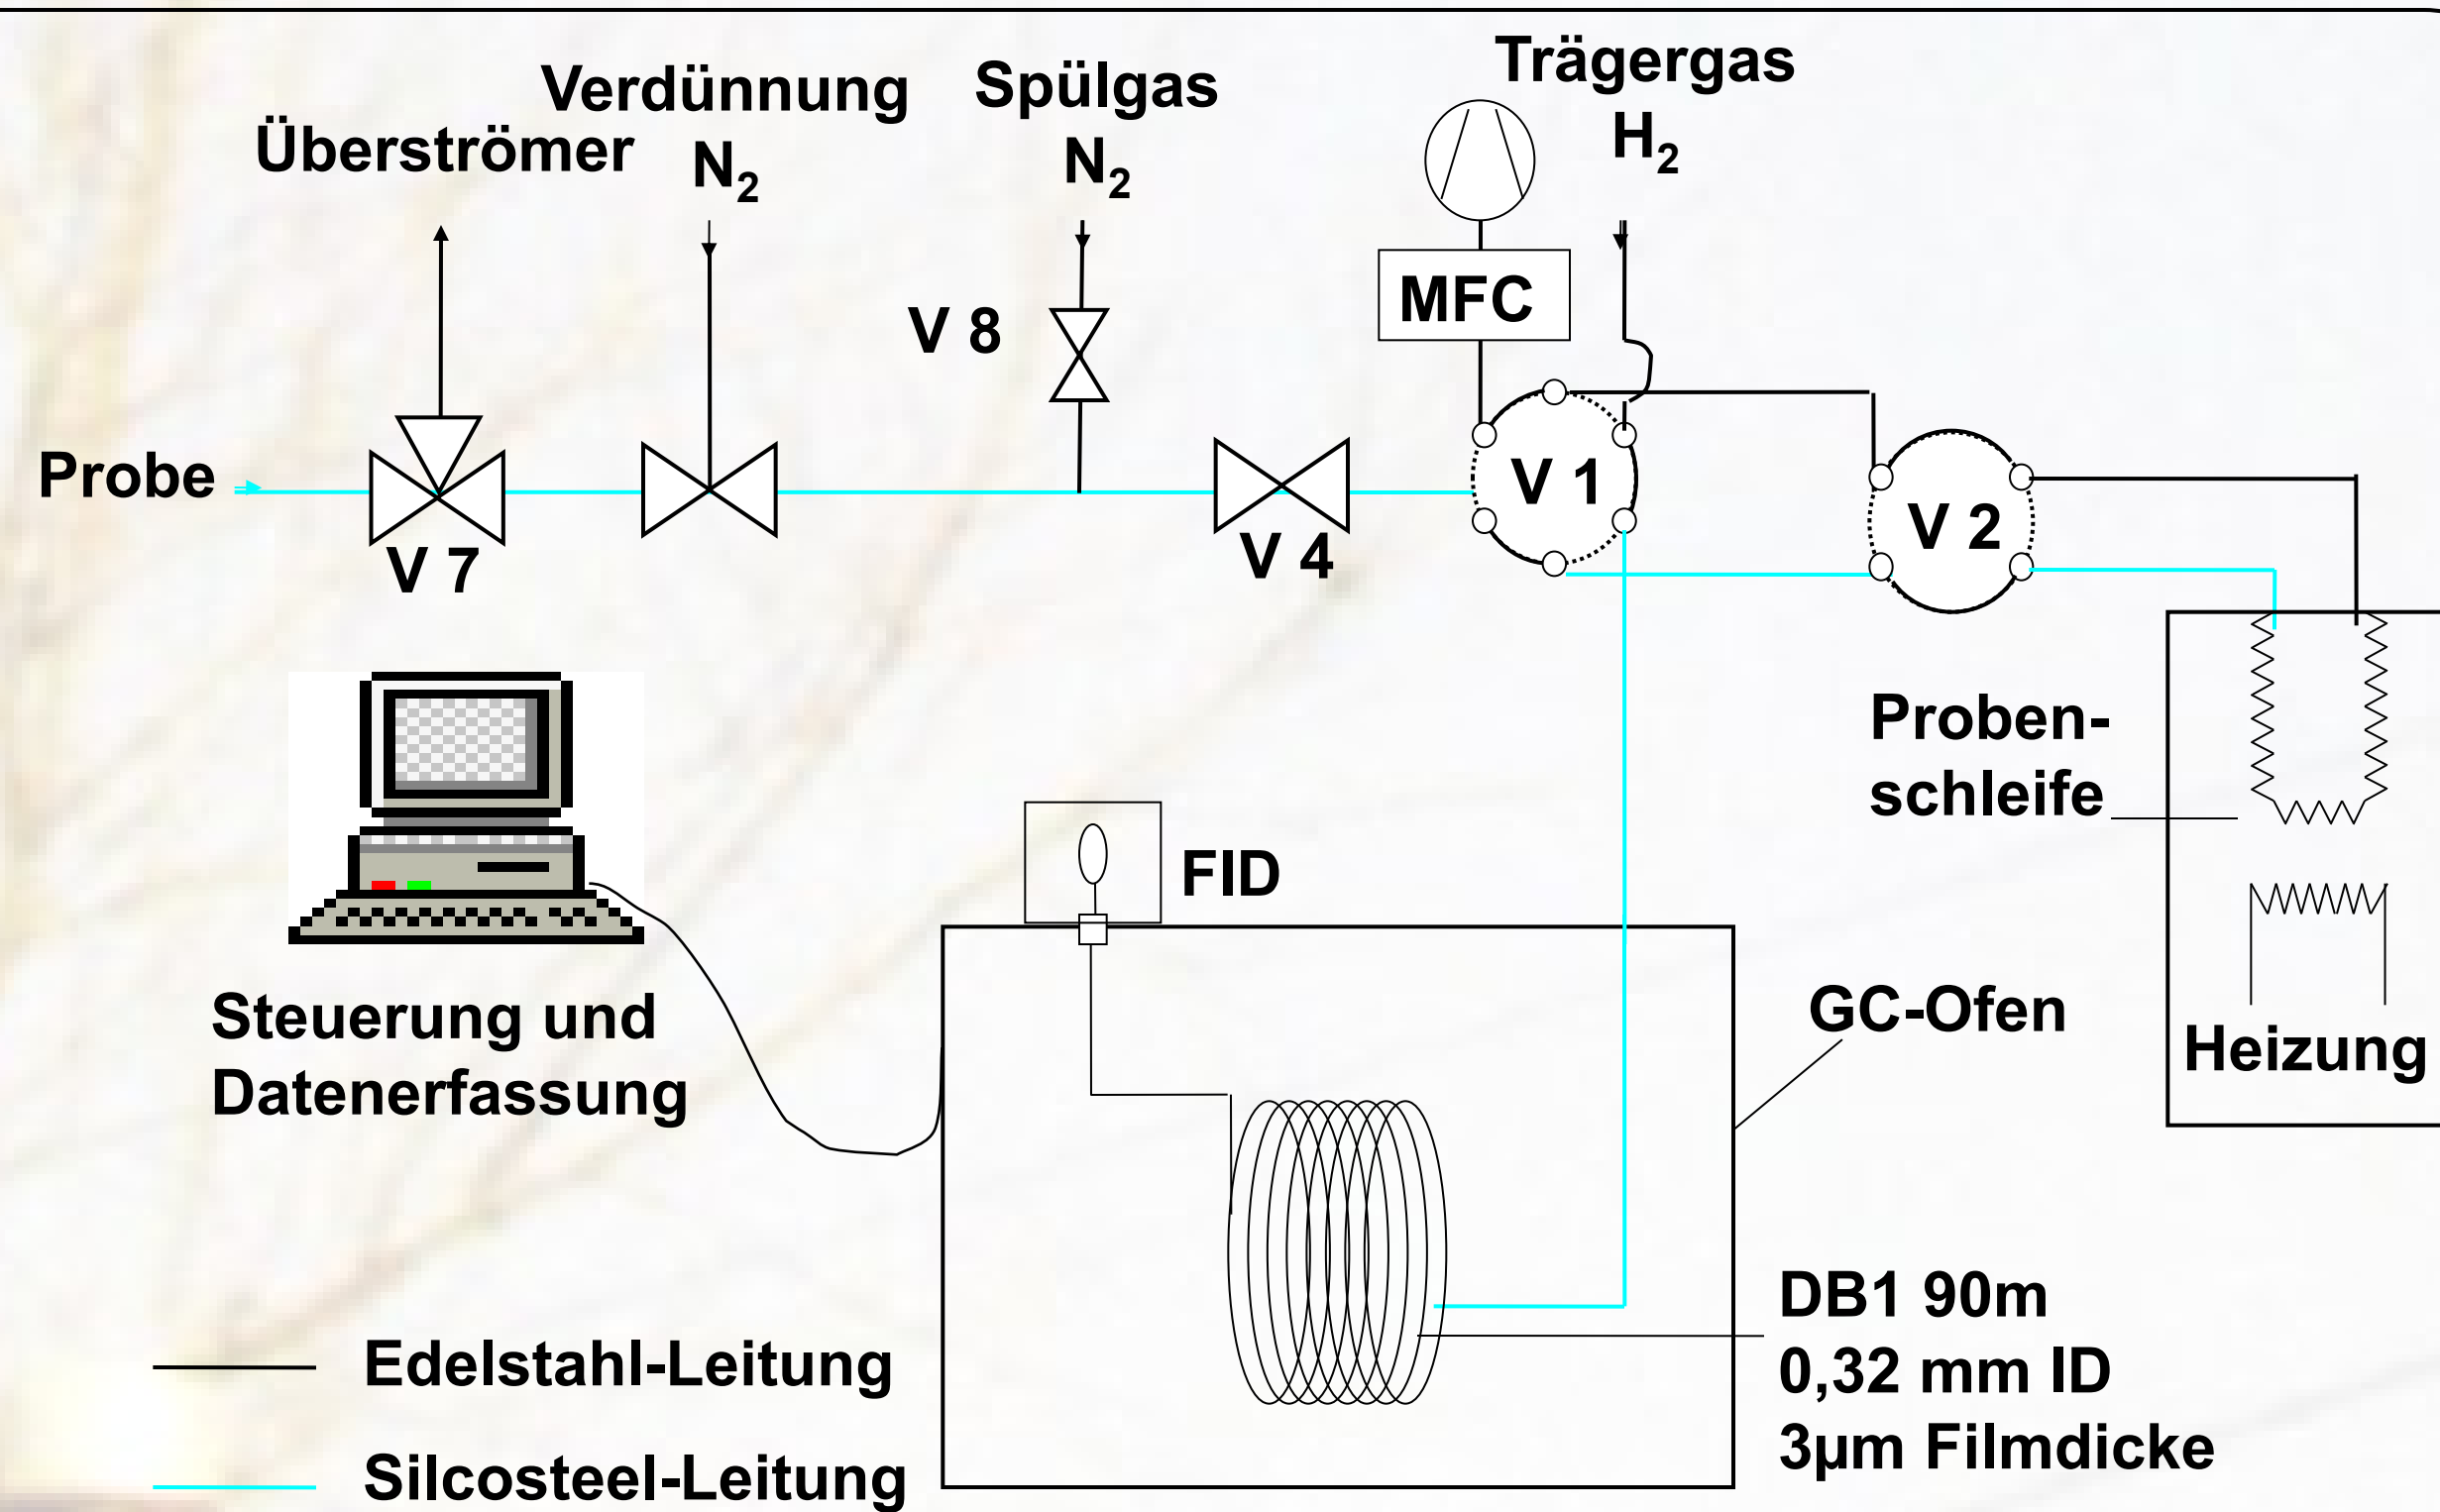 Trägergas
H2
Verdünnung
N2
Spülgas
N2
Überströmer
MFC
V 8
Probe
V 7
V 4
V 1
V 2
Proben-
schleife
FID
Steuerung und
Datenerfassung
GC-Ofen
Heizung
DB1 90m
0,32 mm ID
3µm Filmdicke
Edelstahl-Leitung
Silcosteel-Leitung